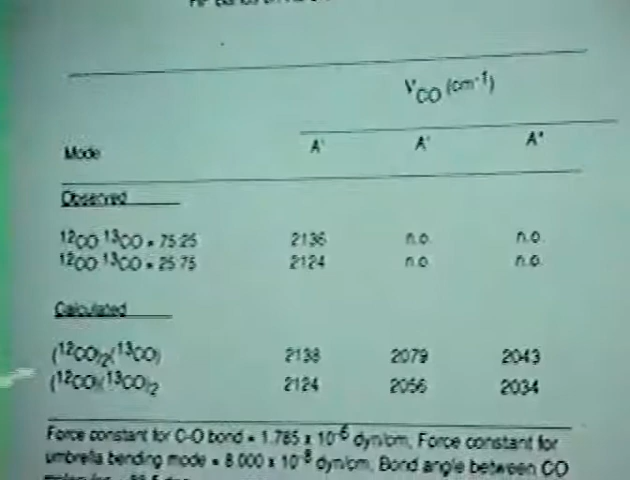 νCO (cm-1)
Mode A' A' A"
Observed
12CO 13CO = 75:25 2136 n.o. n.o.
12CO 13CO = 25:75 2124 n.o. n.o.
Calculated
(12CO)2(13CO) 2138 2079 2043
(12CO)(13CO)2 2124 2056 2034
Force constant for C-O bond = 1.785 x 10-6 dyn/cm, Force constant for
umbrella bending mode = 8.000 x 10-8 dyn/cm, Bond angle between CO